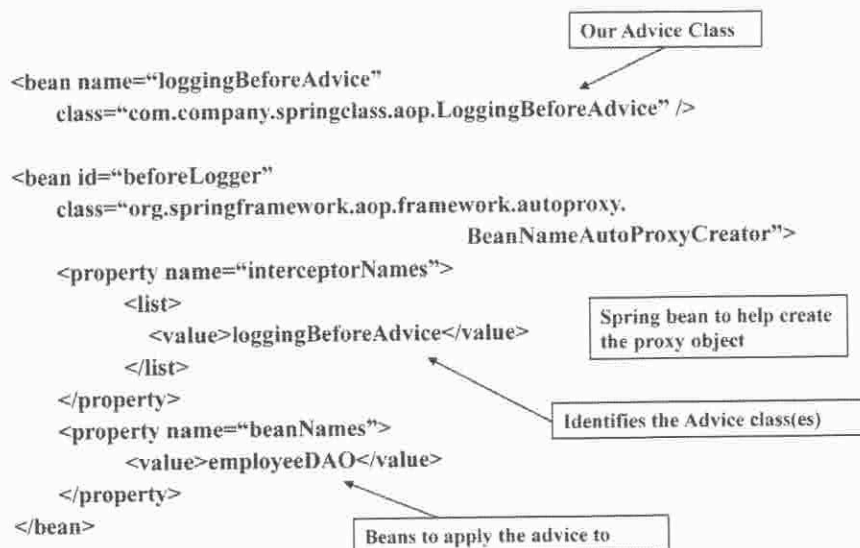 Our Advice Class
<bean name=“loggingBeforeAdvice”
class=“com.company.springclass.aop.LoggingBeforeAdvice” />
<bean id=“beforeLogger”
class=“org.springframework.aop.framework.autoproxy.
BeanNameAutoProxyCreator”>
<property name=“interceptorNames”>
<list>
<value>loggingBeforeAdvice</value>
</list>
Spring bean to help create
the proxy object
</property>
Identifies the Advice class(es)
<property name=“beanNames”>
<value>employeeDAO</value>
</property>
</bean>
Beans to apply the advice to